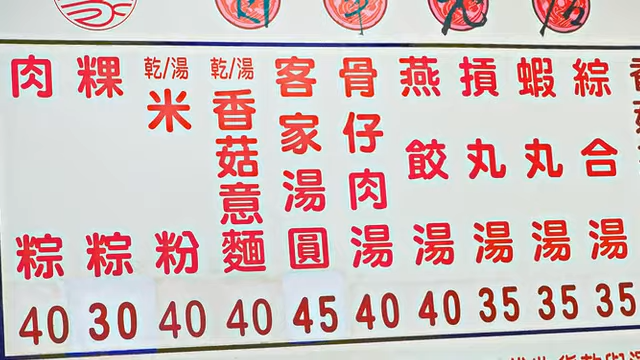 肉粿 乾/湯 乾/湯 客骨燕摃蝦綜
粽粽 米粉 香菇意麵 家湯圓 仔肉湯 餃湯 丸湯 丸湯 合湯
40 30 40 40 45 40 40 35 35 35